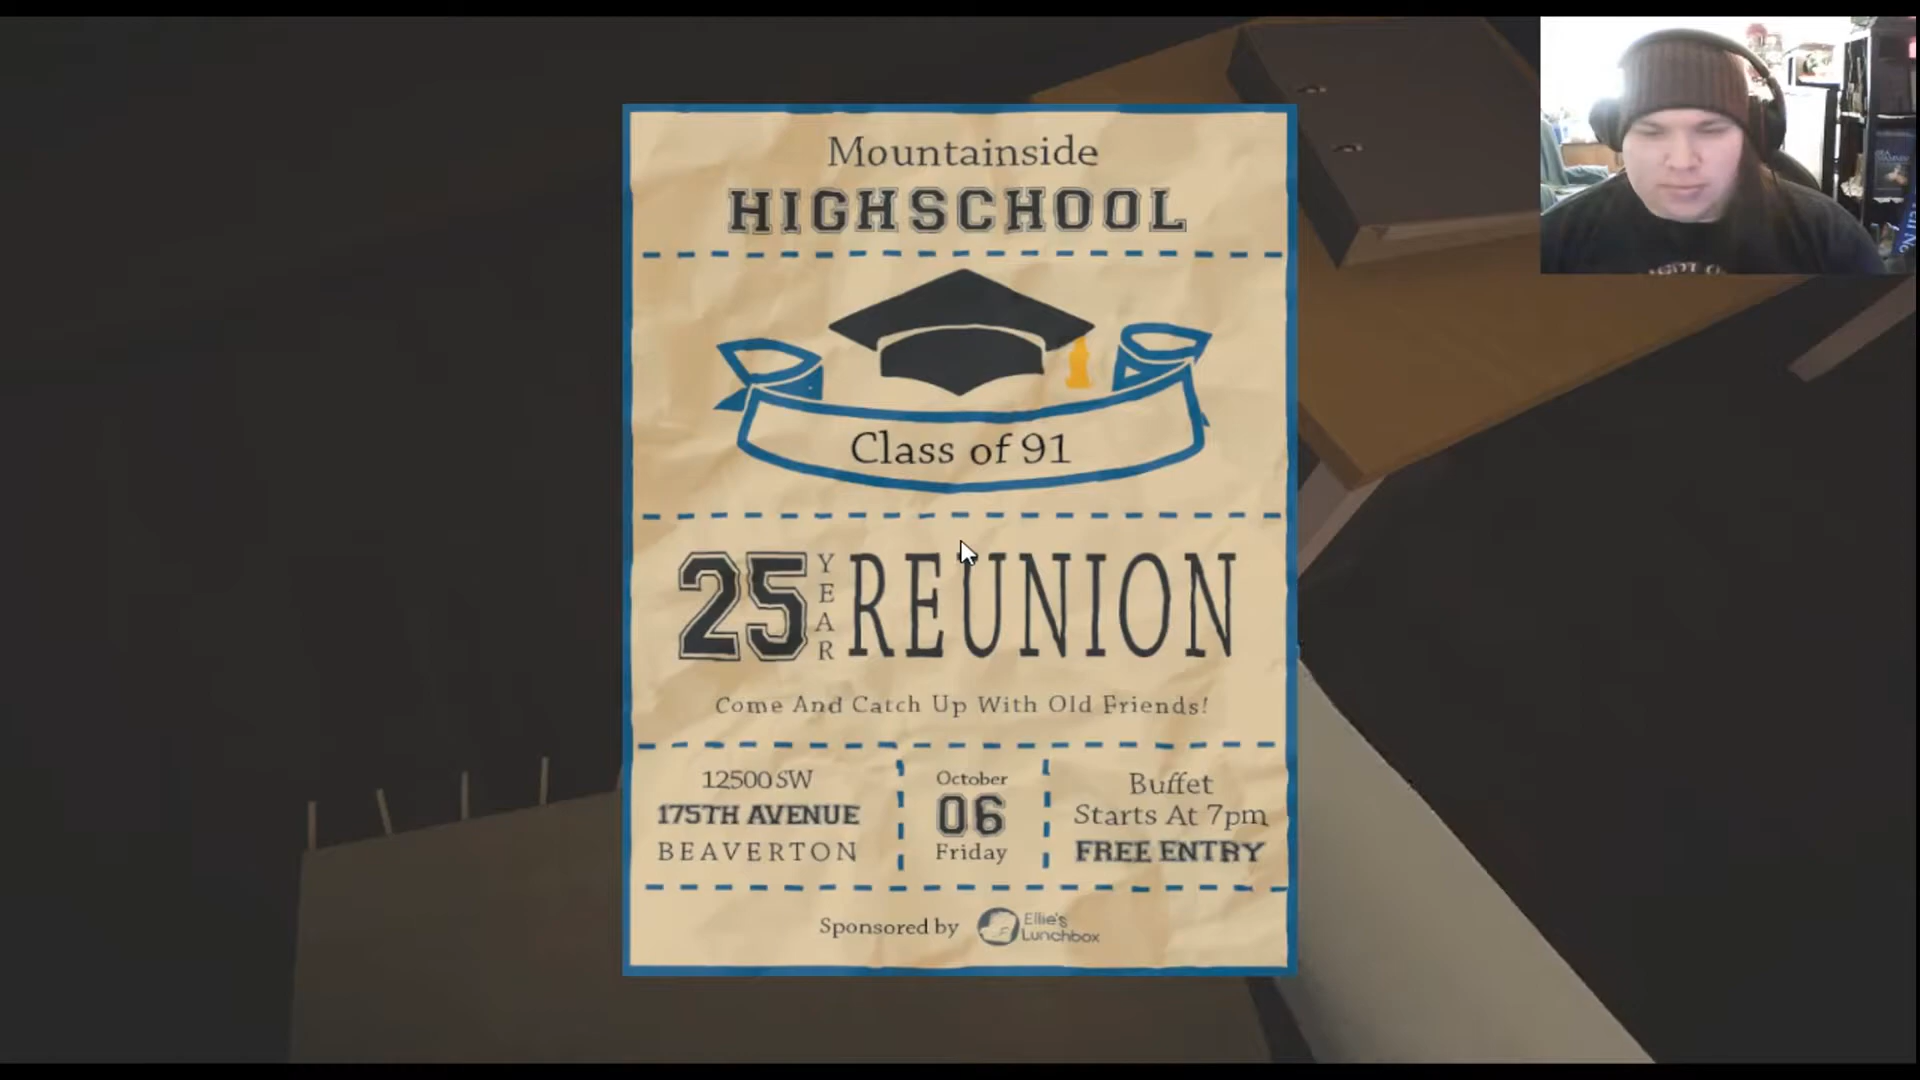 Mountainside
HIGHSCHOOL
Class of 91
25 YEAR REUNION
Come And Catch Up With Old Friends!
12500 SW
175TH AVENUE
BEAVERTON
October
06
Friday
Buffet
Starts At 7pm
FREE ENTRY
Sponsored by
Ellie's
Lunchbox